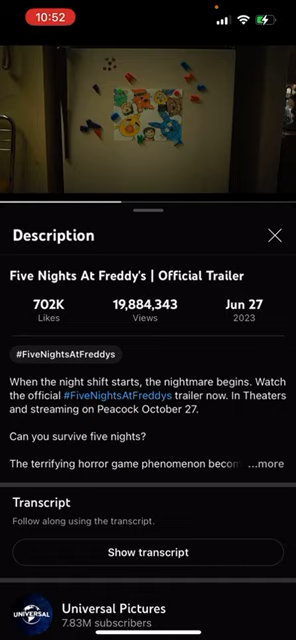 10:52
Description
Five Nights At Freddy's | Official Trailer
702K
19,884,343
Jun 27
Likes
Views
2023
#FiveNightsAtFreddys
When the night shift starts, the nightmare begins. Watch
the official #FiveNightsAtFreddys trailer now. In Theaters
and streaming on Peacock October 27.
Can you survive five nights?
The terrifying horror game phenomenon becom ...more
Transcript
Follow along using the transcript.
Show transcript
UNIVERSAL
Universal Pictures
7.83M subscribers